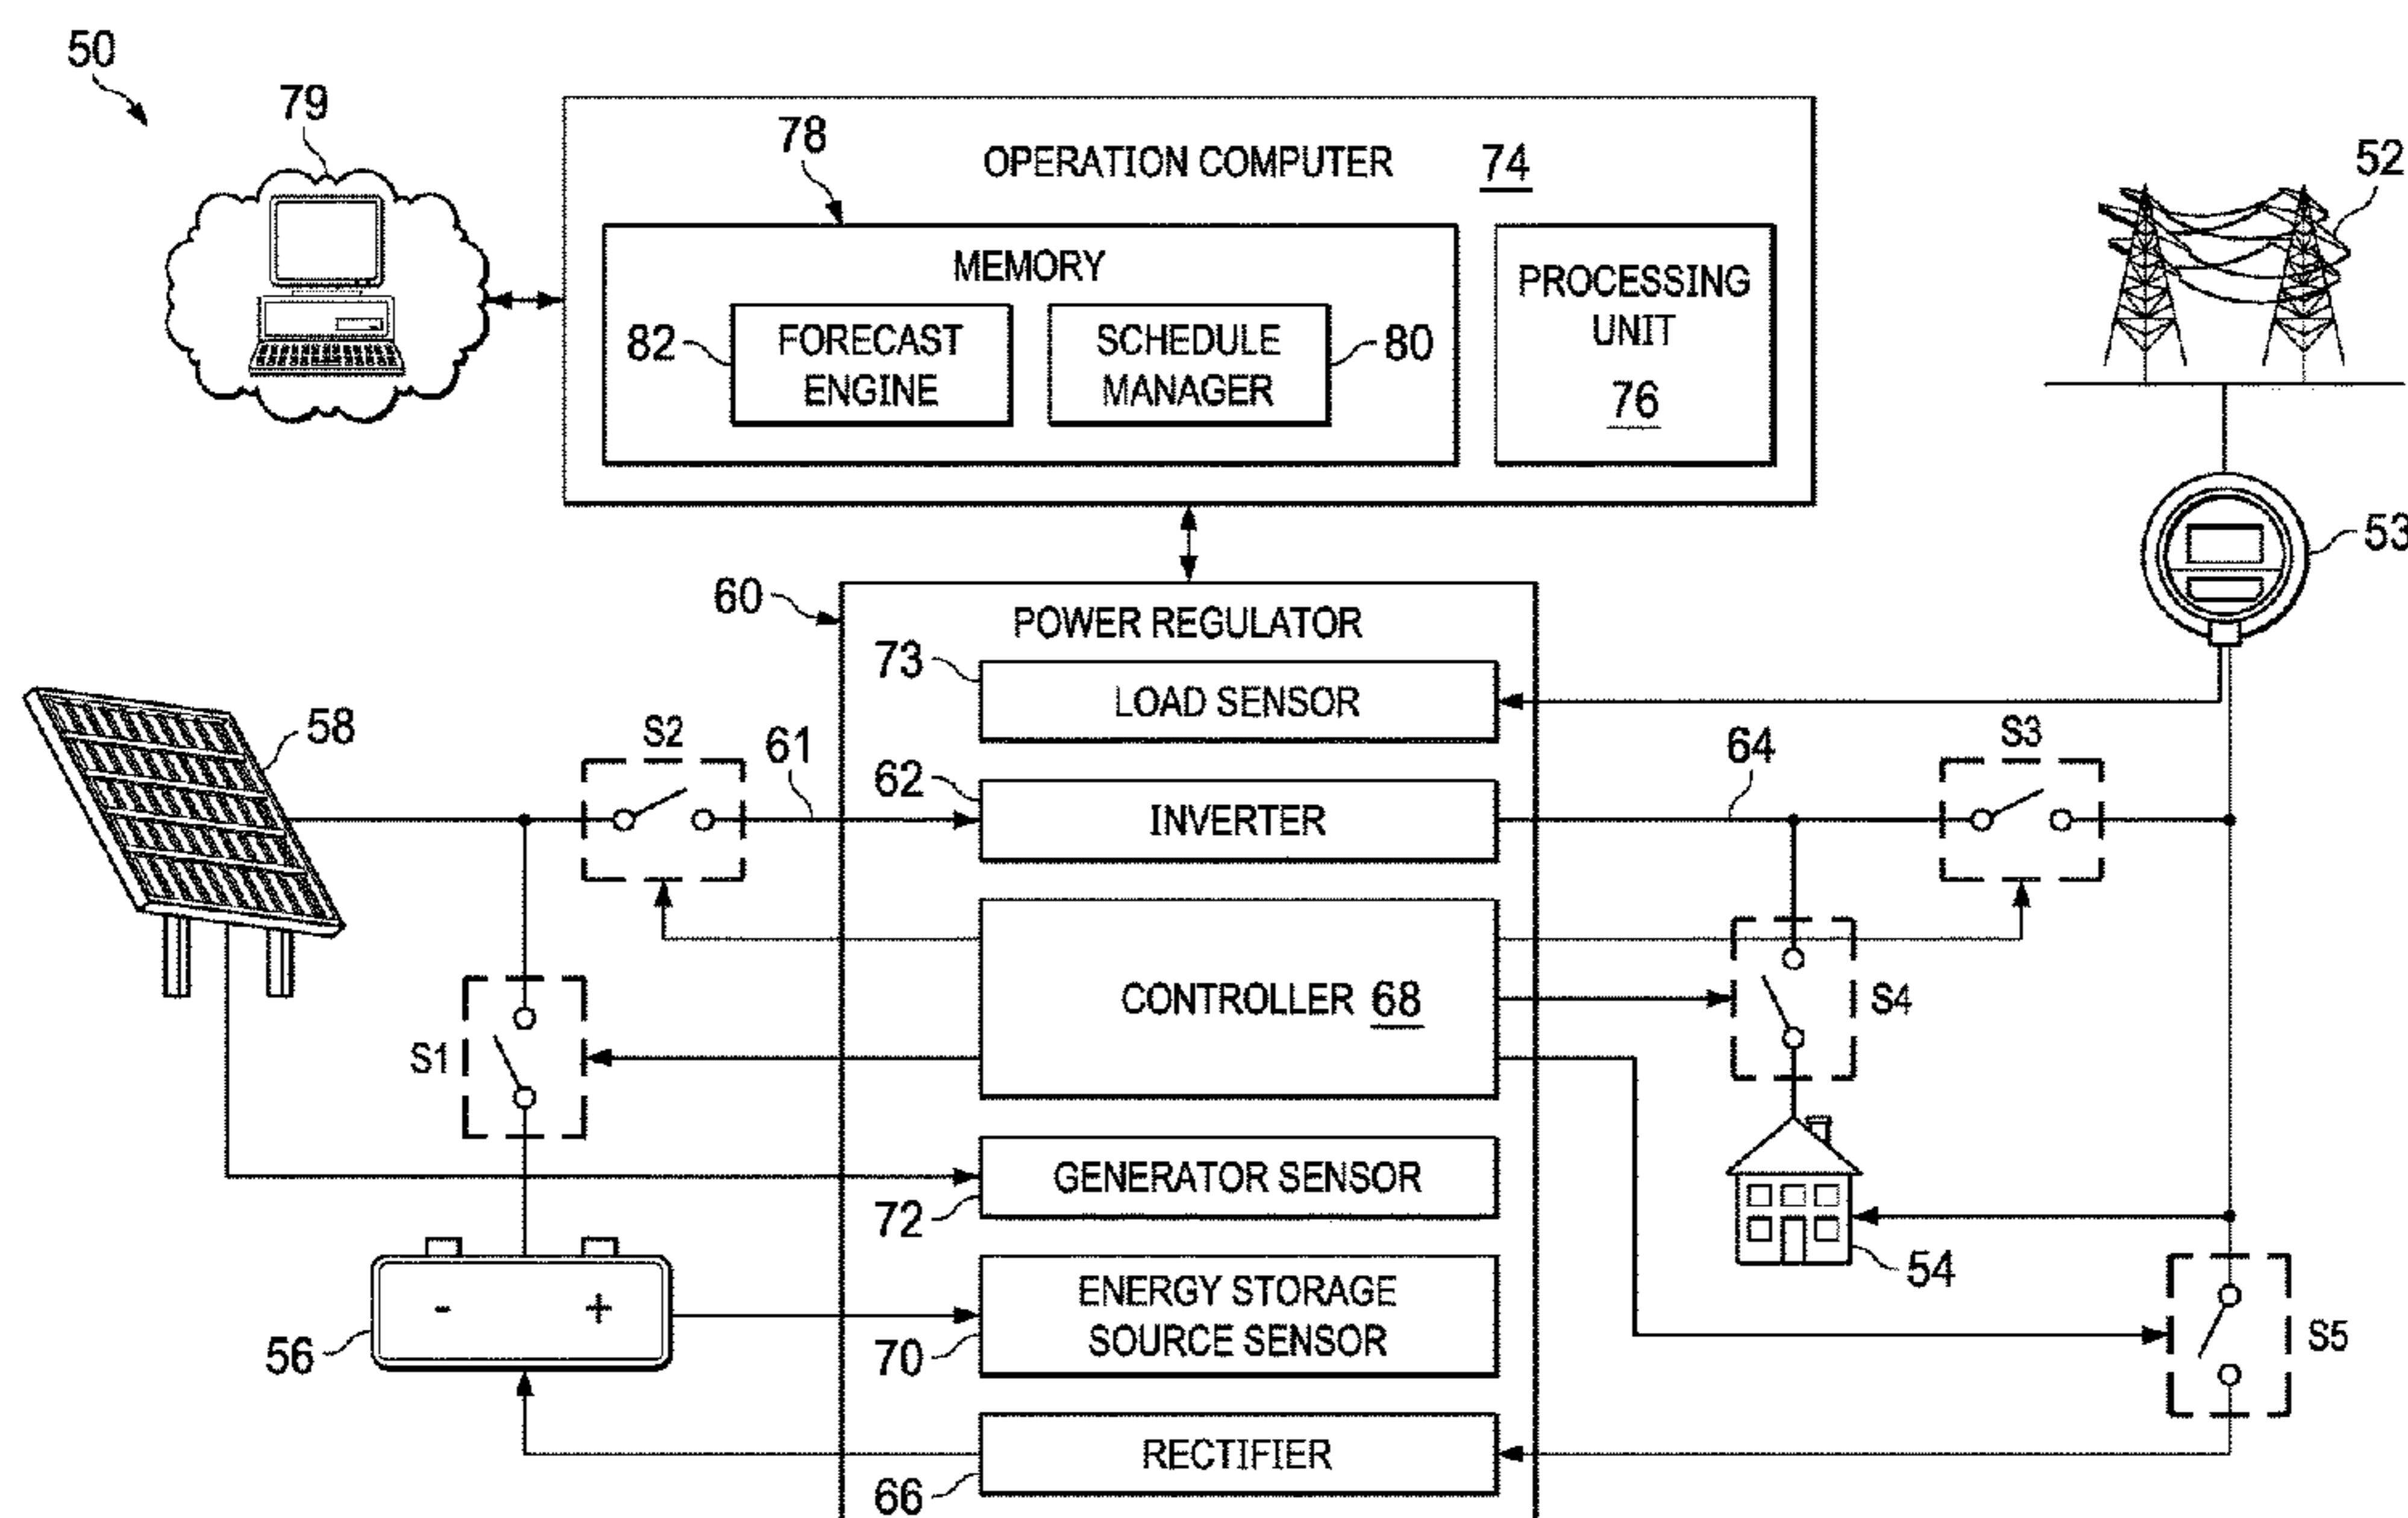 50
79
78
OPERATION COMPUTER 74
52
MEMORY
PROCESSING
UNIT
76
82
FORECAST
ENGINE
SCHEDULE
MANAGER
80
53
60
POWER REGULATOR
73
LOAD SENSOR
58
S2
61
62
INVERTER
64
S3
CONTROLLER 68
S1
S4
GENERATOR SENSOR
72
54
- +
56
ENERGY STORAGE
SOURCE SENSOR
70
S5
RECTIFIER
66